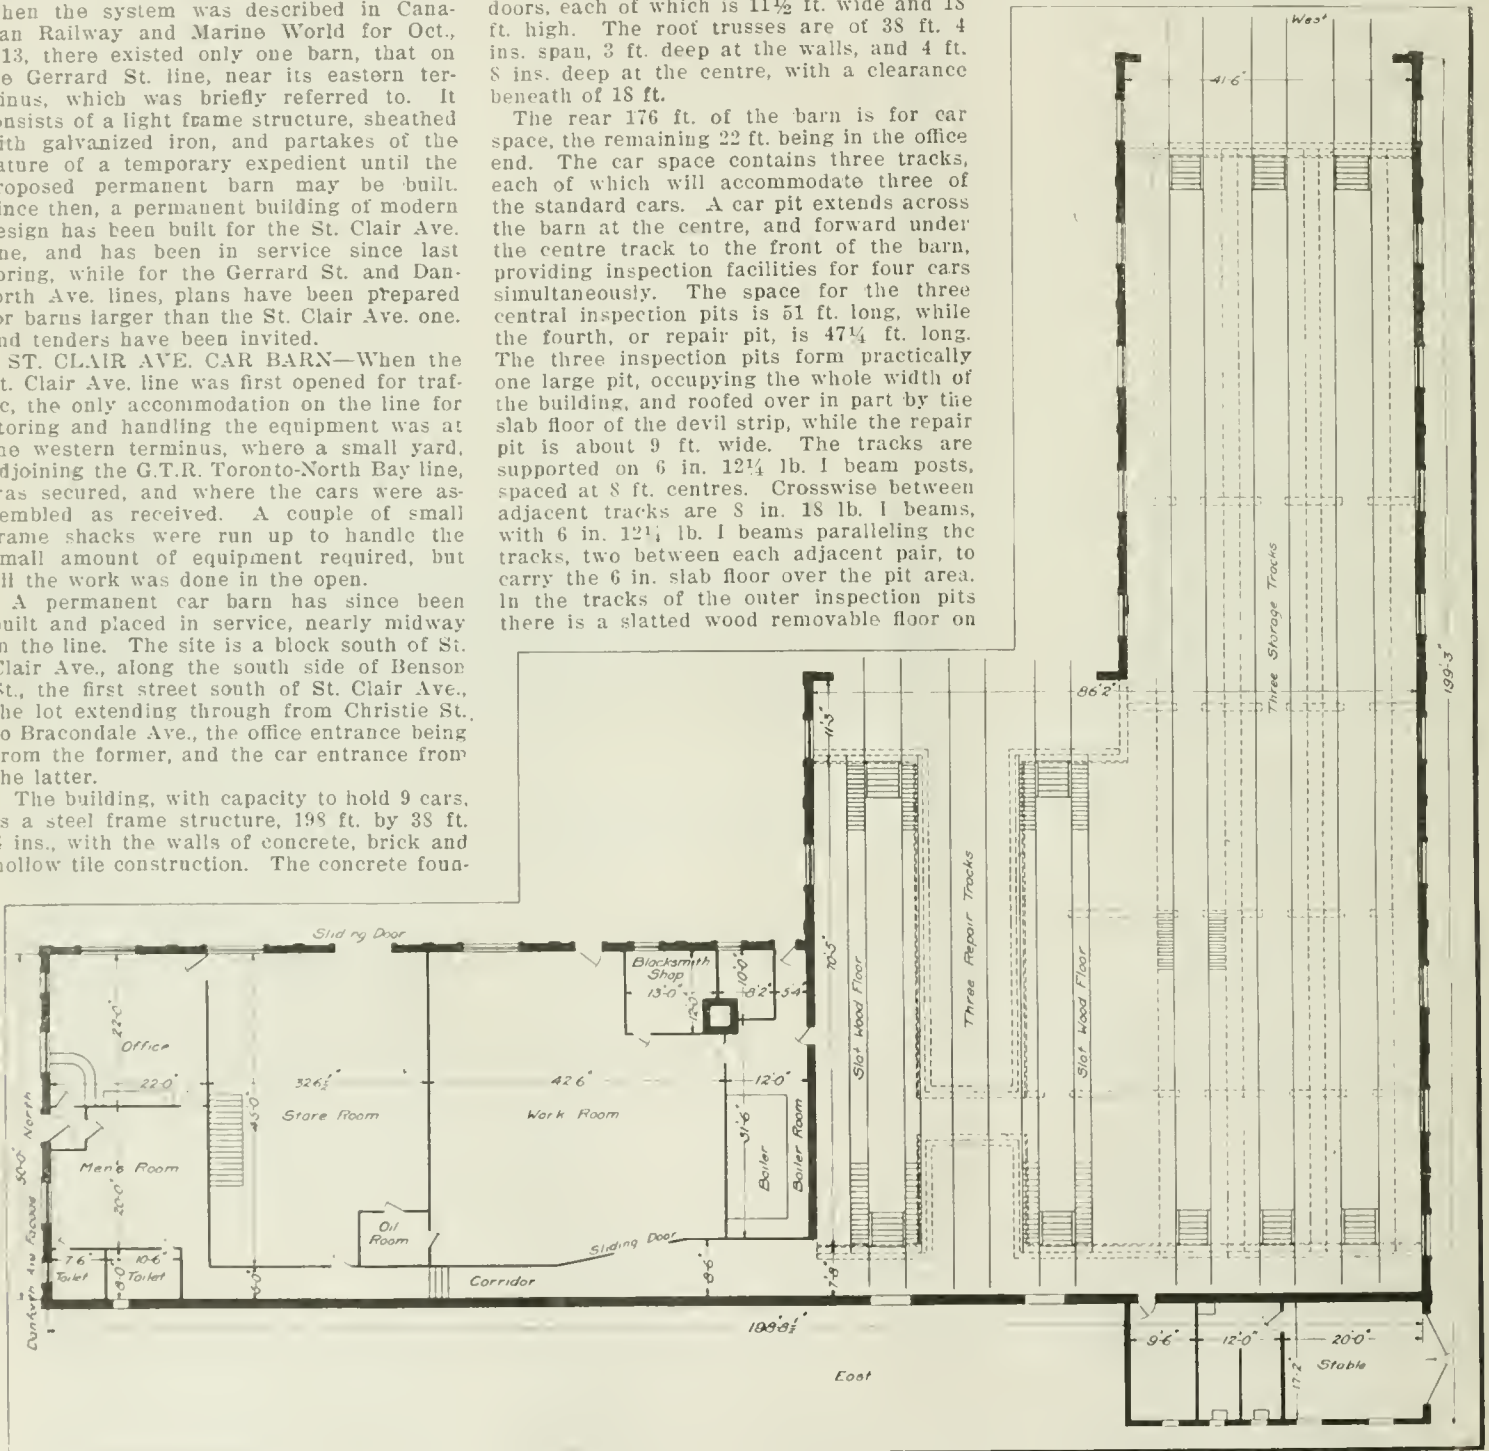 hen the system was described in Cana-
an Railway and Marine World for Oct.,
13, there existed only one barn, that on
e Gerrard St. line, near its eastern ter-
inus, which was briefly referred to. It
onsists of a light frame structure, sheathed
ith galvanized iron, and partakes of the
ature of a temporary expedient until the
roposed permanent barn may be built.
ince then, a permanent building of modern
esign has been built for the St. Clair Ave.
ne, and has been in service since last
pring, while for the Gerrard St. and Dan-
orth Ave. lines, plans have been prepared
or barns larger than the St. Clair Ave. one.
nd tenders have been invited.
ST. CLAIR AVE. CAR BARN—When the
t. Clair Ave. line was first opened for traf-
c, the only accommodation on the line for
toring and handling the equipment was at
he western terminus, where a small yard,
djoining the G.T.R. Toronto-North Bay line,
as secured, and where the cars were as-
embled as received. A couple of small
rame shacks were run up to handle the
mall amount of equipment required, but
ll the work was done in the open.
A permanent car barn has since been
uilt and placed in service, nearly midway
n the line. The site is a block south of St.
Clair Ave., along the south side of Benson
St., the first street south of St. Clair Ave.,
he lot extending through from Christie St.
o Bracondale Ave., the office entrance being
rom the former, and the car entrance from
he latter.
The building, with capacity to hold 9 cars,
s a steel frame structure, 198 ft. by 38 ft.
ins., with the walls of concrete, brick and
hollow tile construction. The concrete foun-
doors, each of which is 11½ ft. wide and 18
ft. high. The roof trusses are of 38 ft. 4
ins. span, 3 ft. deep at the walls, and 4 ft.
8 ins. deep at the centre, with a clearance
beneath of 18 ft.
The rear 176 ft. of the barn is for car
space, the remaining 22 ft. being in the office
end. The car space contains three tracks,
each of which will accommodate three of
the standard cars. A car pit extends across
the barn at the centre, and forward under
the centre track to the front of the barn,
providing inspection facilities for four cars
simultaneously. The space for the three
central inspection pits is 51 ft. long, while
the fourth, or repair pit, is 47¼ ft. long.
The three inspection pits form practically
one large pit, occupying the whole width of
the building, and roofed over in part by the
slab floor of the devil strip, while the repair
pit is about 9 ft. wide. The tracks are
supported on 6 in. 12¼ lb. I beam posts,
spaced at 8 ft. centres. Crosswise between
adjacent tracks are 8 in. 18 lb. I beams,
with 6 in. 12¼ lb. I beams paralleling the
tracks, two between each adjacent pair, to
carry the 6 in. slab floor over the pit area.
In the tracks of the outer inspection pits
there is a slatted wood removable floor on
West
41'-6"
Three Storage Tracks
199'-3"
86'2"
11'-3"
70'-5"
Slat Wood Floor
Three Repair Tracks
Slat Wood Floor
Sliding Door
Blacksmith
Shop
13'-0"
12'-0"
10'-0"
8'2"
5'-4"
22'-0"
Office
22'-0"
32'6½"
Store Room
45'-0"
42'6"
Work Room
12'-0"
31'-6"
Boiler
Boiler Room
North
50'-0"
Men's Room
20'-0"
Oil
Room
Sliding Door
7'6"
Toilet
8'-0"
10'-6"
Toilet
Corridor
8'-6"
7'-8"
198'-8½"
East
9'-6"
12'-0"
20'-0"
Stable
17'-2"